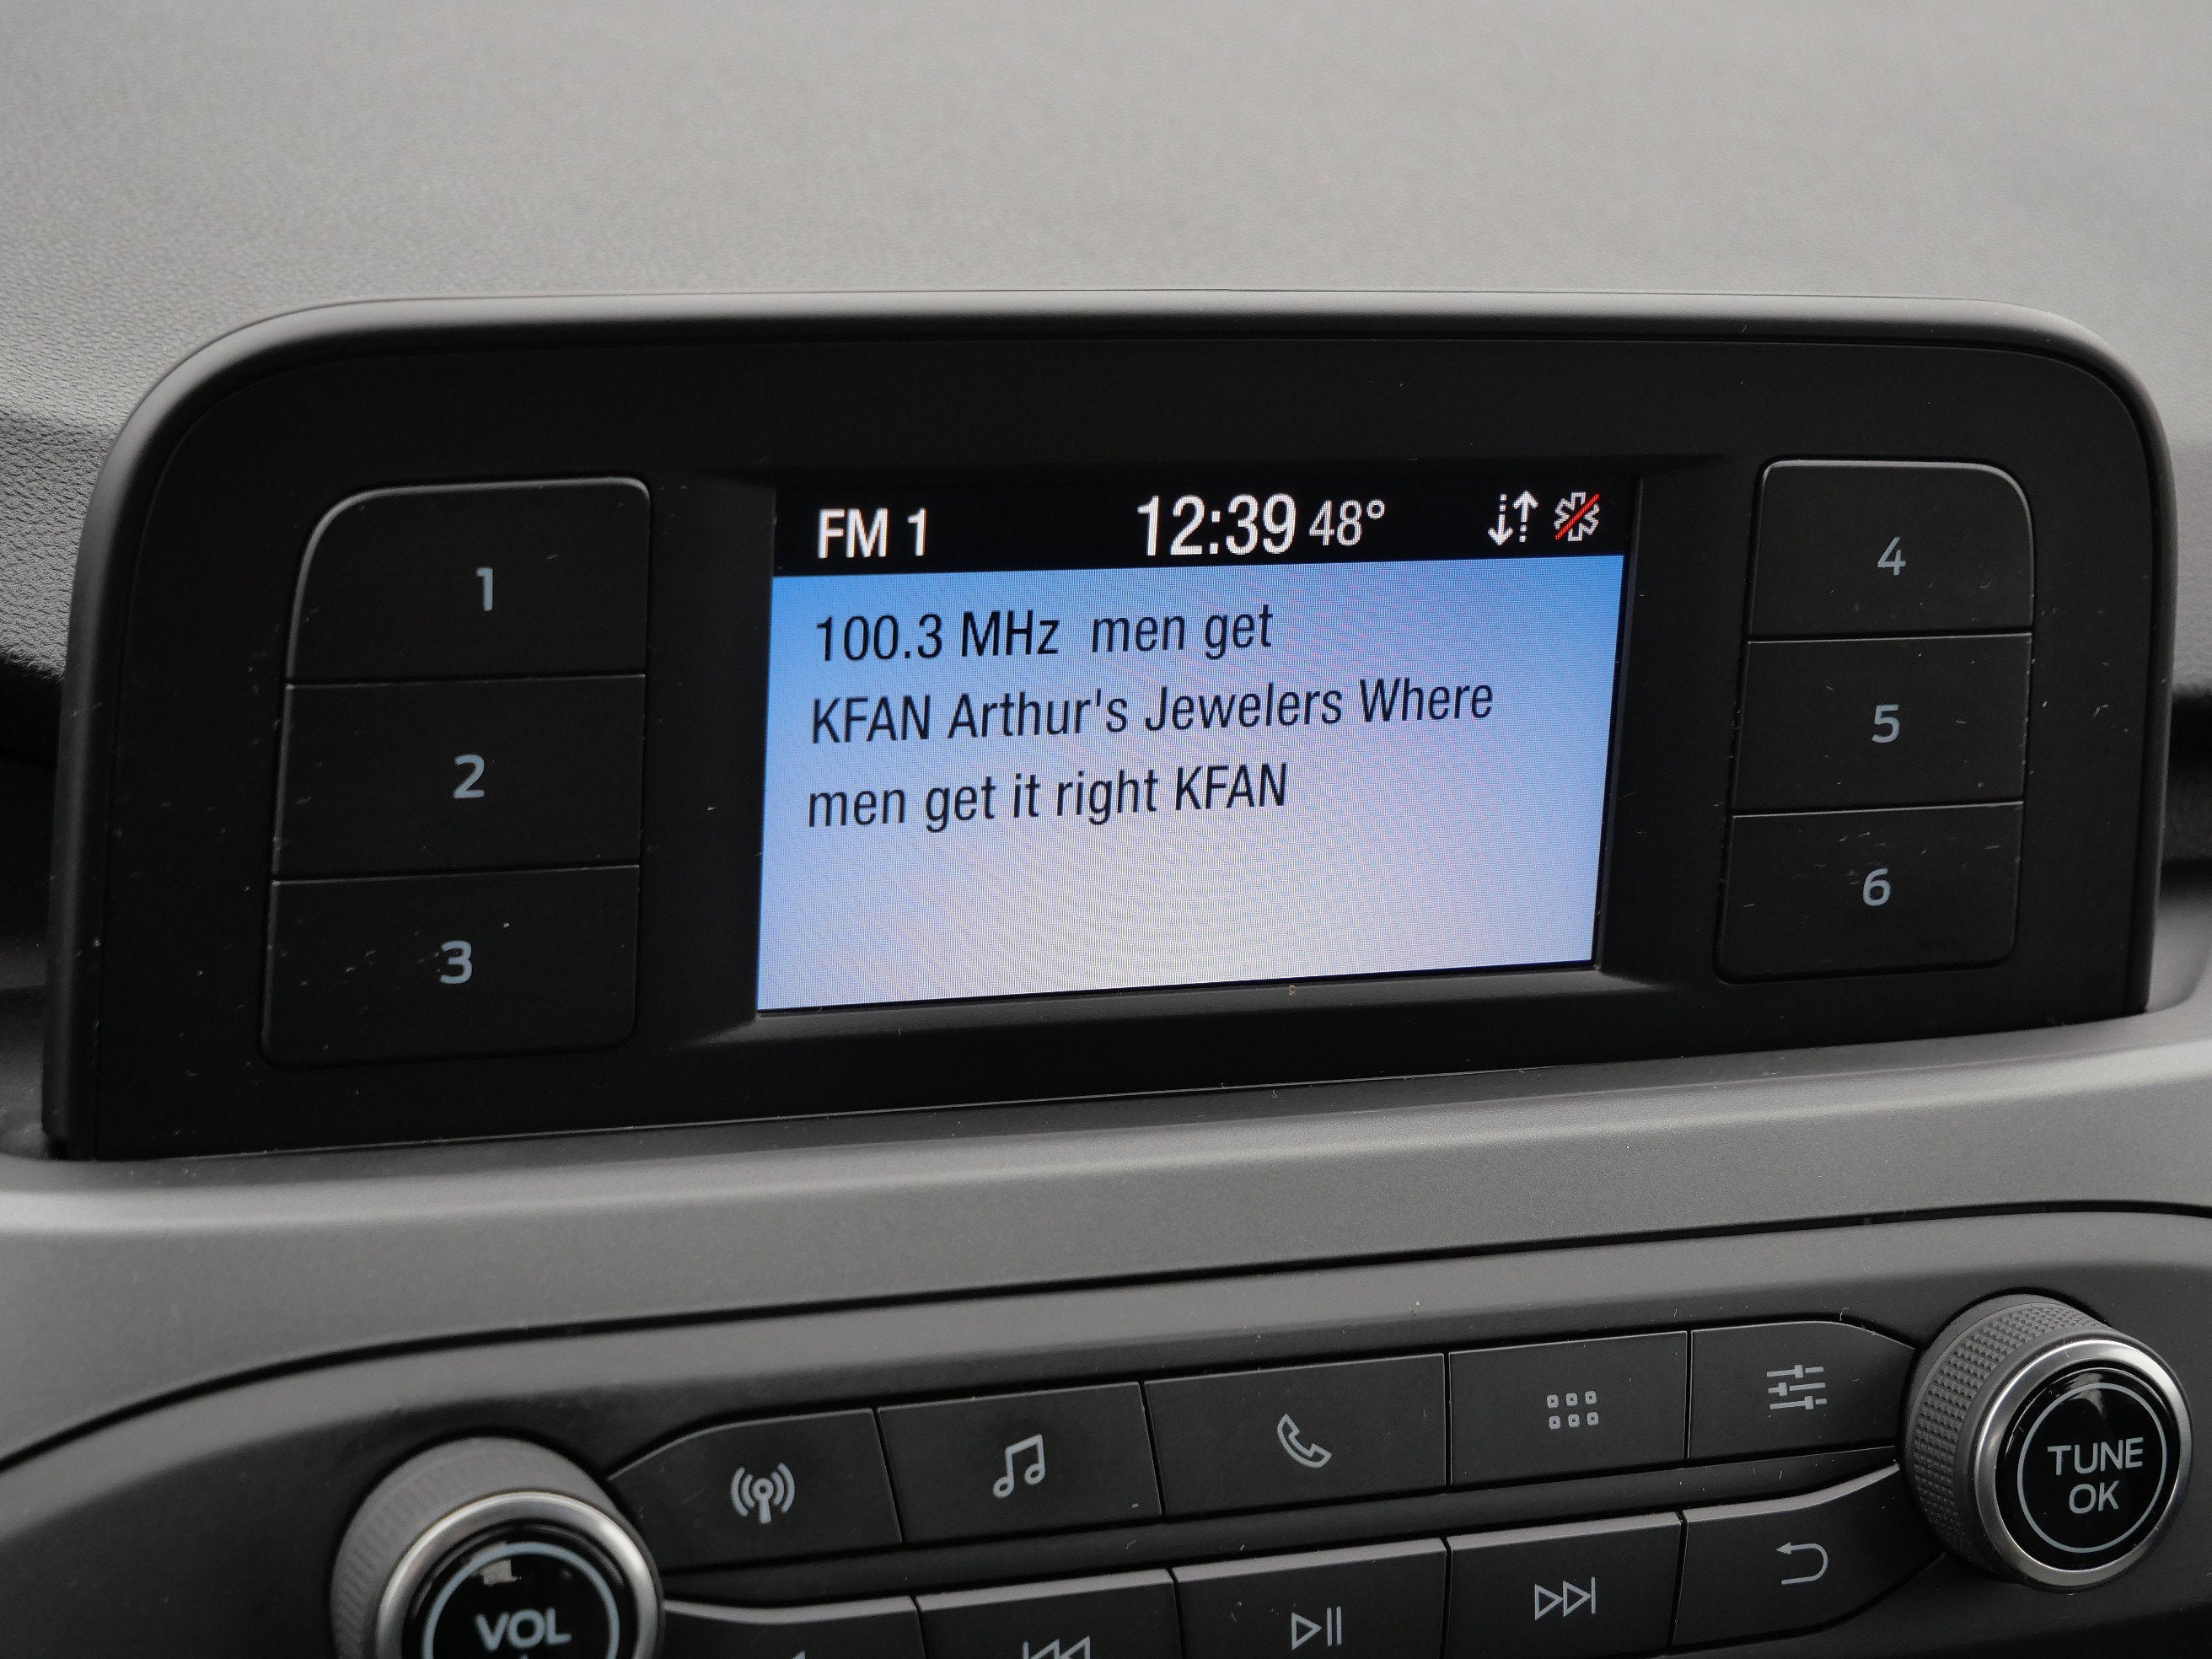 FM 1 12:39 48°
100.3 MHz men get
KFAN Arthur's Jewelers Where
men get it right KFAN
1
2
3
4
5
6
VOL
TUNE
OK